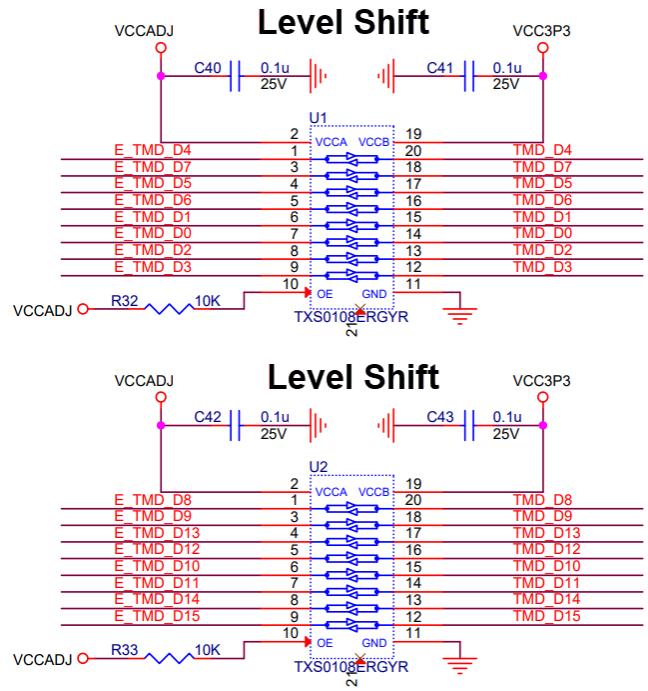 Level Shift
VCCADJ VCC3P3
C40 0.1u C41 0.1u
25V 25V
U1
2 VCCA VCCB 19
E_TMD_D4 1 20 TMD_D4
E_TMD_D7 3 18 TMD_D7
E_TMD_D5 4 17 TMD_D5
E_TMD_D6 5 16 TMD_D6
E_TMD_D1 6 15 TMD_D1
E_TMD_D0 7 14 TMD_D0
E_TMD_D2 8 13 TMD_D2
E_TMD_D3 9 12 TMD_D3
10 OE GND 11
VCCADJ R32 10K
TXS0108ERGYR
21
Level Shift
VCCADJ VCC3P3
C42 0.1u C43 0.1u
25V 25V
U2
2 VCCA VCCB 19
E_TMD_D8 1 20 TMD_D8
E_TMD_D9 3 18 TMD_D9
E_TMD_D13 4 17 TMD_D13
E_TMD_D12 5 16 TMD_D12
E_TMD_D10 6 15 TMD_D10
E_TMD_D11 7 14 TMD_D11
E_TMD_D14 8 13 TMD_D14
E_TMD_D15 9 12 TMD_D15
10 OE GND 11
VCCADJ R33 10K
TXS0108ERGYR
21